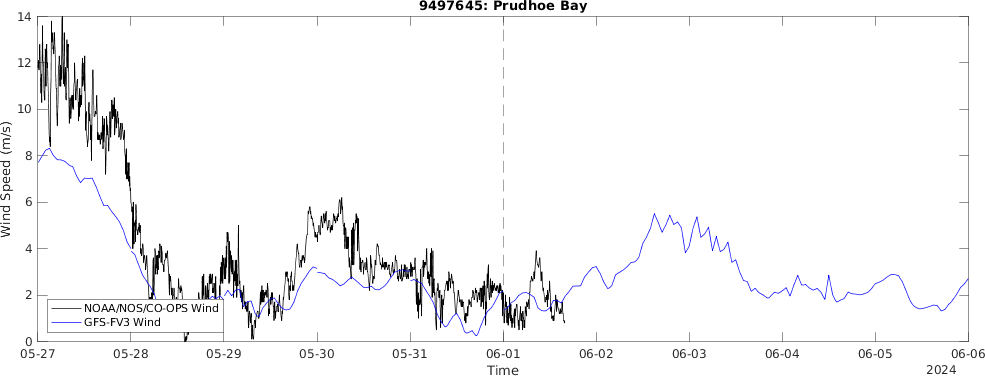 9497645: Prudhoe Bay
Wind Speed (m/s)
14
12
10
8
6
4
2
0
NOAA/NOS/CO-OPS Wind
GFS-FV3 Wind
05-27 05-28 05-29 05-30 05-31 06-01 06-02 06-03 06-04 06-05 06-06
Time
2024